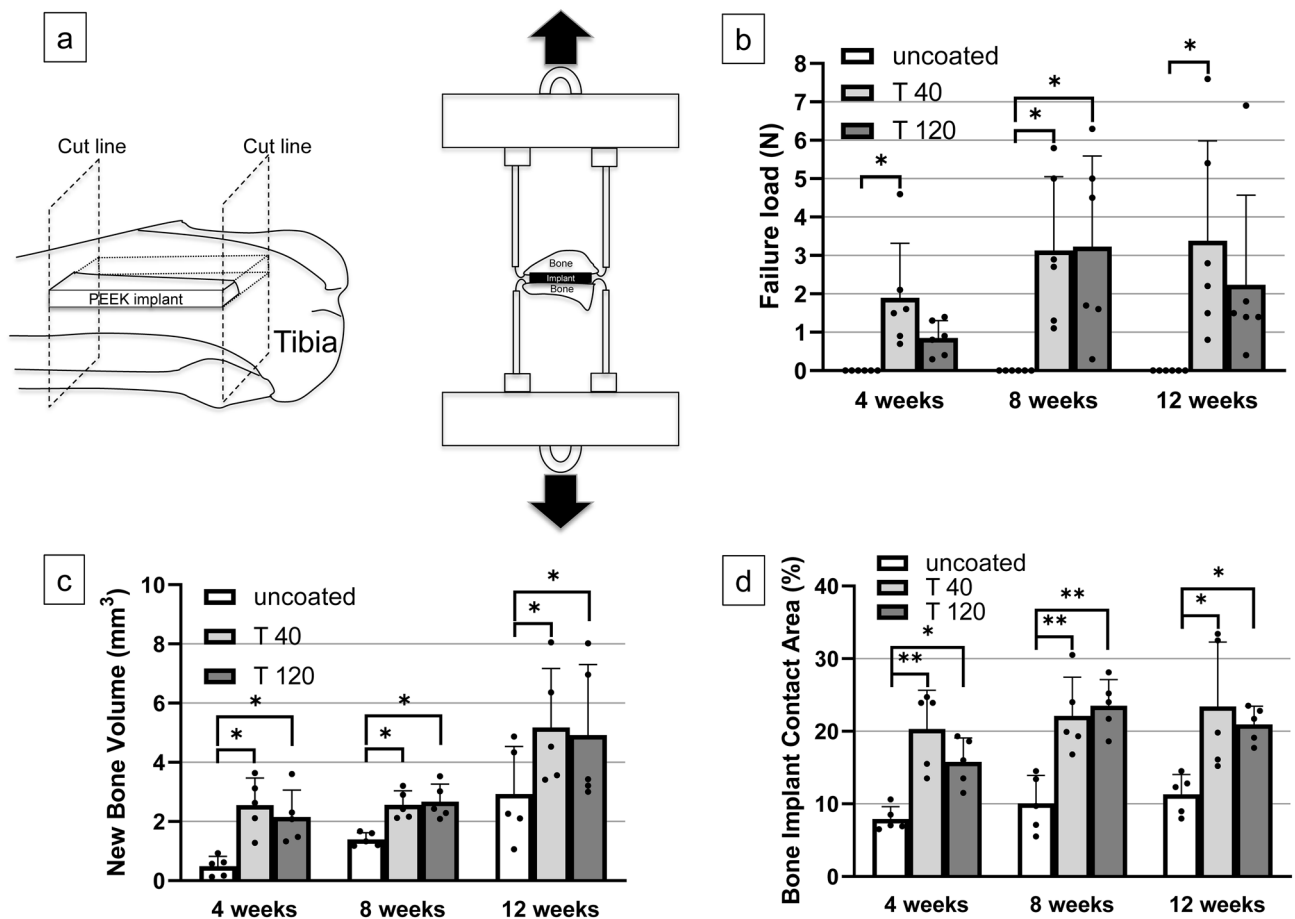 a
Cut line
Cut line
PEEK implant
Tibia
Bone
Implant
Bone
b
uncoated
T 40
T 120
Failure load (N)
8
7
6
5
4
3
2
1
0
*
*
*
*
4 weeks
8 weeks
12 weeks
c
uncoated
T 40
T 120
New Bone Volume (mm³)
10
8
6
4
2
0
*
*
*
*
*
*
4 weeks
8 weeks
12 weeks
d
uncoated
T 40
T 120
Bone Implant Contact Area (%)
40
30
20
10
0
*
**
**
**
*
*
4 weeks
8 weeks
12 weeks